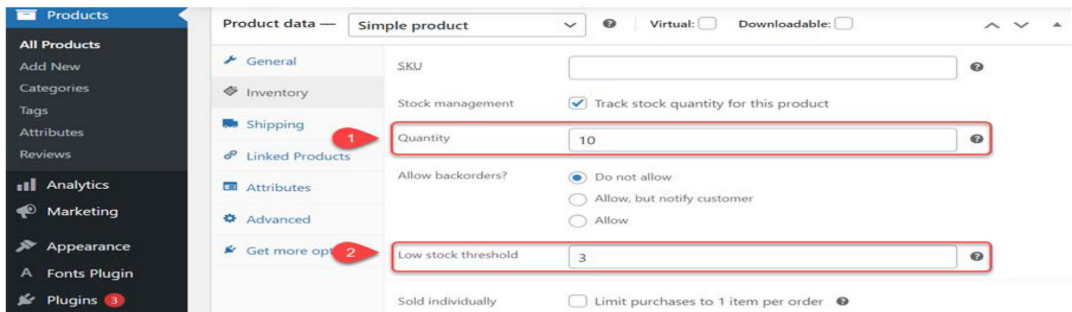 Products
All Products
Add New
Categories
Tags
Attributes
Reviews
Analytics
Marketing
Appearance
Fonts Plugin
Plugins 3
Product data — Simple product Virtual: Downloadable:
General
Inventory
Shipping
Linked Products
Attributes
Advanced
Get more opt
SKU
Stock management Track stock quantity for this product
1 Quantity 10
Allow backorders? Do not allow
Allow, but notify customer
Allow
2 Low stock threshold 3
Sold individually Limit purchases to 1 item per order